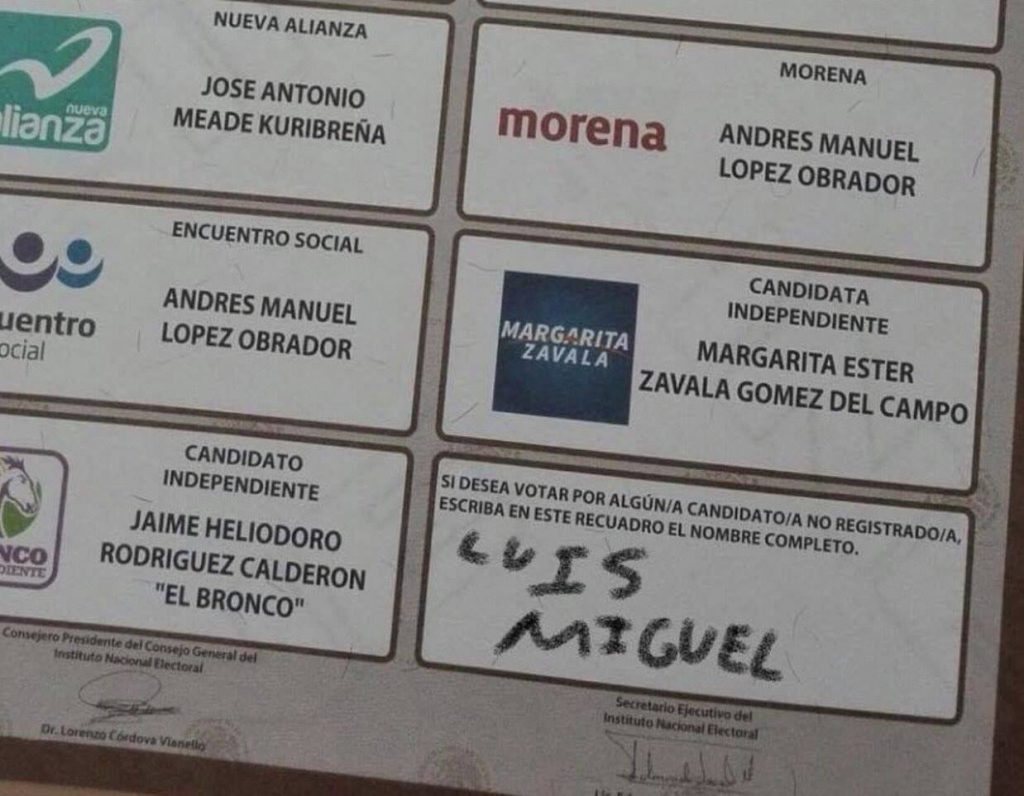 NUEVA ALIANZA
nueva
alianza
JOSE ANTONIO
MEADE KURIBREÑA
MORENA
morena
ANDRES MANUEL
LOPEZ OBRADOR
ENCUENTRO SOCIAL
uentro
ocial
ANDRES MANUEL
LOPEZ OBRADOR
CANDIDATA
INDEPENDIENTE
MARGARITA
ZAVALA
MARGARITA ESTER
ZAVALA GOMEZ DEL CAMPO
CANDIDATO
INDEPENDIENTE
NCO
DIENTE
JAIME HELIODORO
RODRIGUEZ CALDERON
"EL BRONCO"
SI DESEA VOTAR POR ALGÚN/A CANDIDATO/A NO REGISTRADO/A,
ESCRIBA EN ESTE RECUADRO EL NOMBRE COMPLETO.
LUIS
MIGUEL
Consejero Presidente del Consejo General del
Instituto Nacional Electoral
Dr. Lorenzo Córdova Vianello
Secretario Ejecutivo del
Instituto Nacional Electoral